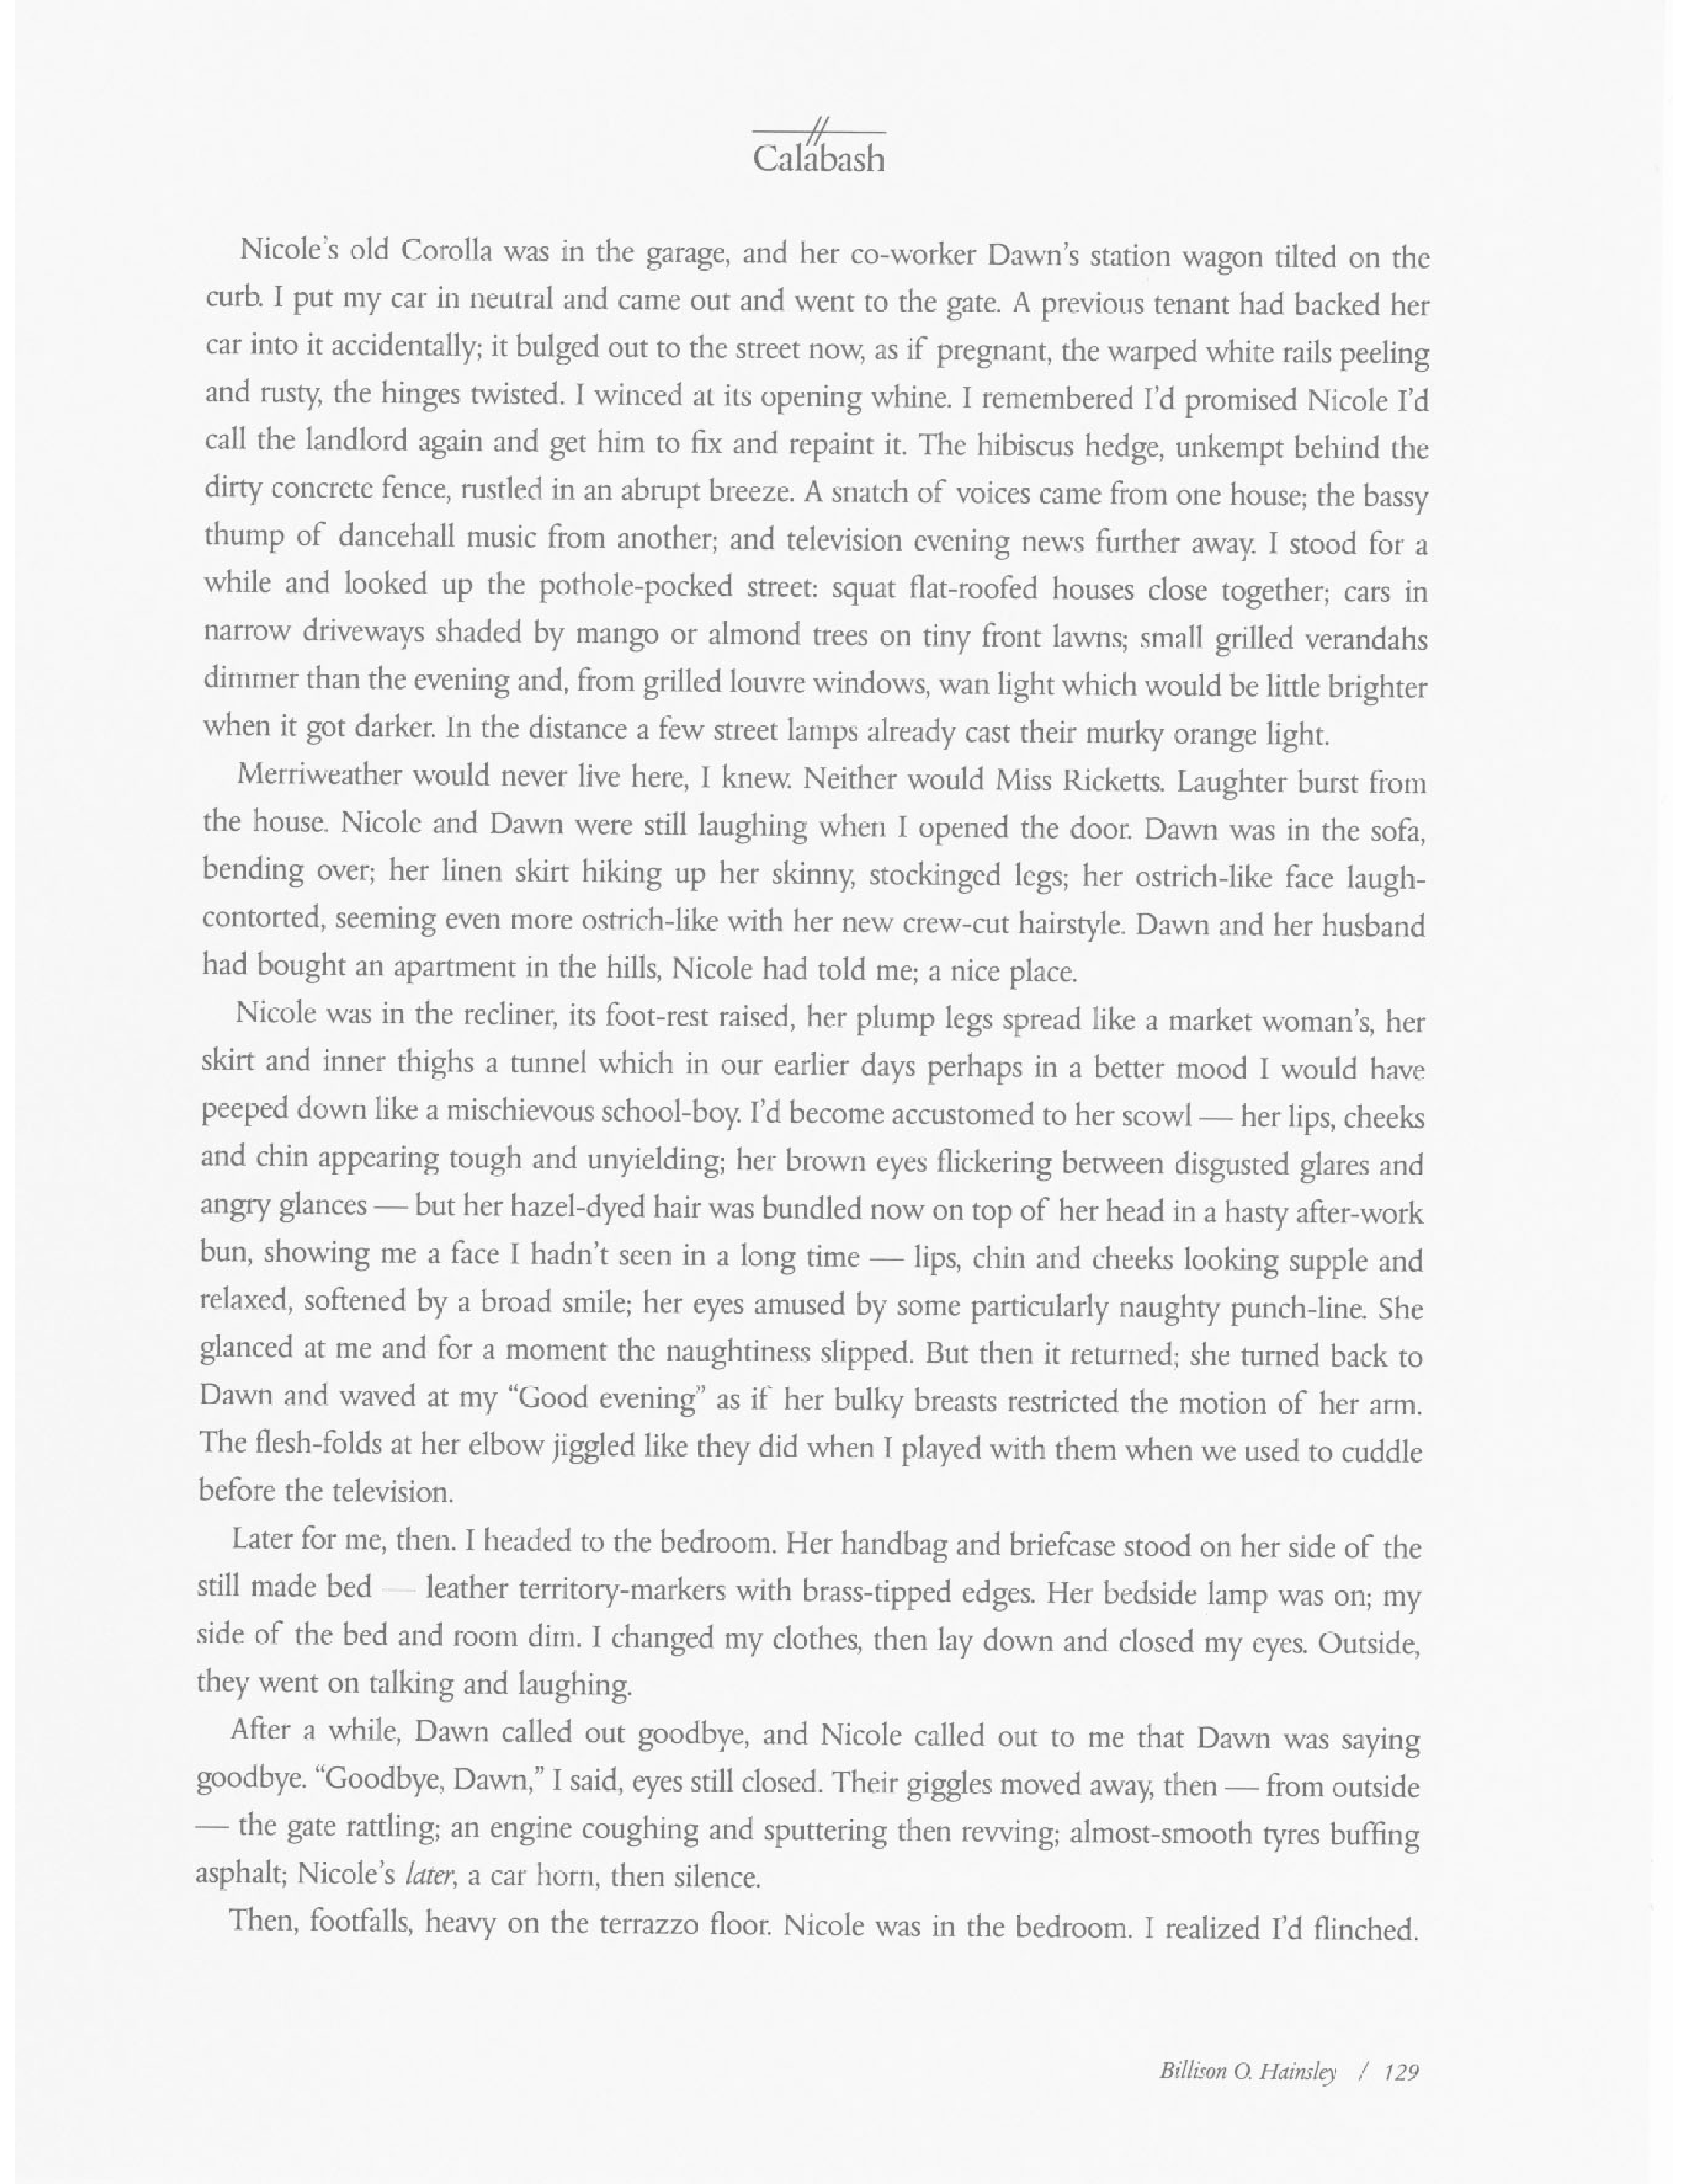 Calabash
Nicole's old Corolla was in the garage, and her co-worker Dawn's station wagon tilted on the
curb. I put my car in neutral and came out and went to the gate. A previous tenant had backed her
car into it accidentally; it bulged out to the street now, as if pregnant, the warped white rails peeling
and rusty, the hinges twisted. I winced at its opening whine. I remembered I'd promised Nicole I'd
call the landlord again and get him to fix and repaint it. The hibiscus hedge, unkempt behind the
dirty concrete fence, rustled in an abrupt breeze. A snatch of voices came from one house; the bassy
thump of dancehall music from another; and television evening news further away. I stood for a
while and looked up the pothole-pocked street: squat flat-roofed houses close together; cars in
narrow driveways shaded by mango or almond trees on tiny front lawns; small grilled verandahs
dimmer than the evening and, from grilled louvre windows, wan light which would be little brighter
when it got darker. In the distance a few street lamps already cast their murky orange light.
Merriweather would never live here, I knew. Neither would Miss Ricketts. Laughter burst from
the house. Nicole and Dawn were still laughing when I opened the door. Dawn was in the sofa,
bending over; her linen skirt hiking up her skinny, stockinged legs; her ostrich-like face laugh-
contorted, seeming even more ostrich-like with her new crew-cut hairstyle. Dawn and her husband
had bought an apartment in the hills, Nicole had told me; a nice place.
Nicole was in the recliner, its foot-rest raised, her plump legs spread like a market woman's, her
skirt and inner thighs a tunnel which in our earlier days perhaps in a better mood I would have
peeped down like a mischievous school-boy. I'd become accustomed to her scowl — her lips, cheeks
and chin appearing tough and unyielding; her brown eyes flickering between disgusted glares and
angry glances — but her hazel-dyed hair was bundled now on top of her head in a hasty after-work
bun, showing me a face I hadn't seen in a long time — lips, chin and cheeks looking supple and
relaxed, softened by a broad smile; her eyes amused by some particularly naughty punch-line. She
glanced at me and for a moment the naughtiness slipped. But then it returned; she turned back to
Dawn and waved at my “Good evening” as if her bulky breasts restricted the motion of her arm.
The flesh-folds at her elbow jiggled like they did when I played with them when we used to cuddle
before the television.
Later for me, then. I headed to the bedroom. Her handbag and briefcase stood on her side of the
still made bed — leather territory-markers with brass-tipped edges. Her bedside lamp was on; my
side of the bed and room dim. I changed my clothes, then lay down and closed my eyes. Outside,
they went on talking and laughing.
After a while, Dawn called out goodbye, and Nicole called out to me that Dawn was saying
goodbye. “Goodbye, Dawn,” I said, eyes still closed. Their giggles moved away, then — from outside
— the gate rattling; an engine coughing and sputtering then revving; almost-smooth tyres buffing
asphalt; Nicole's later, a car horn, then silence.
Then, footfalls, heavy on the terrazzo floor. Nicole was in the bedroom. I realized I'd flinched.
Billison O. Hainsley / 129